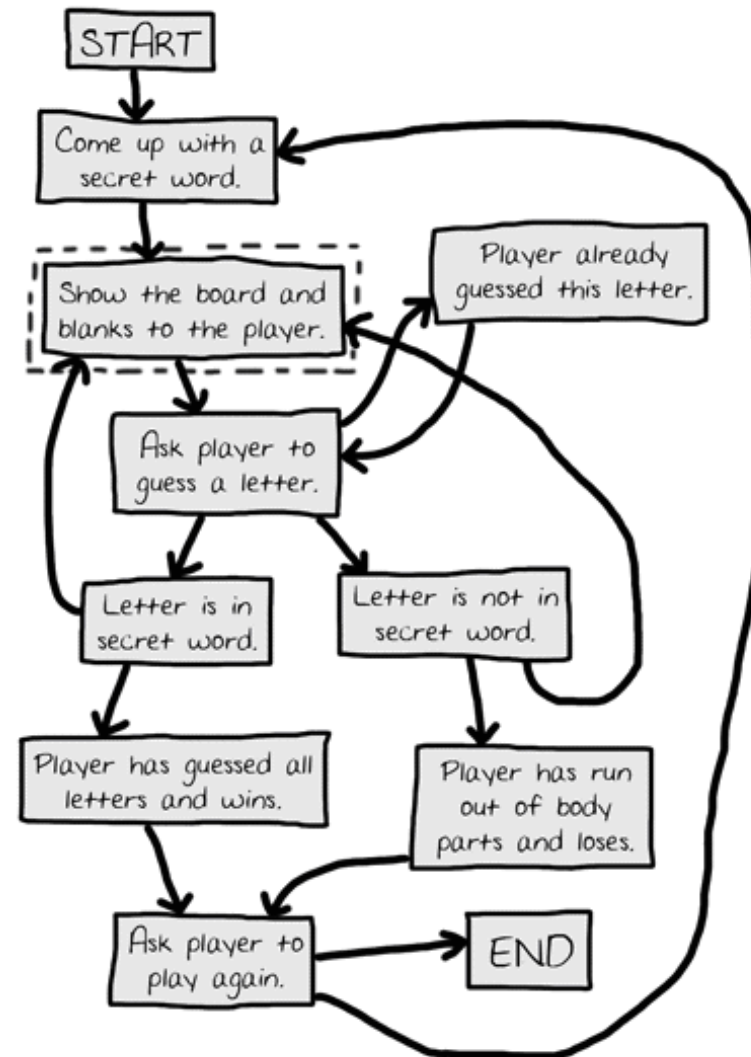 START
Come up with a
secret word.
Show the board and
blanks to the player.
Player already
guessed this letter.
Ask player to
guess a letter.
Letter is in
secret word.
Letter is not in
secret word.
Player has guessed all
letters and wins.
Player has run
out of body
parts and loses.
Ask player to
play again.
END